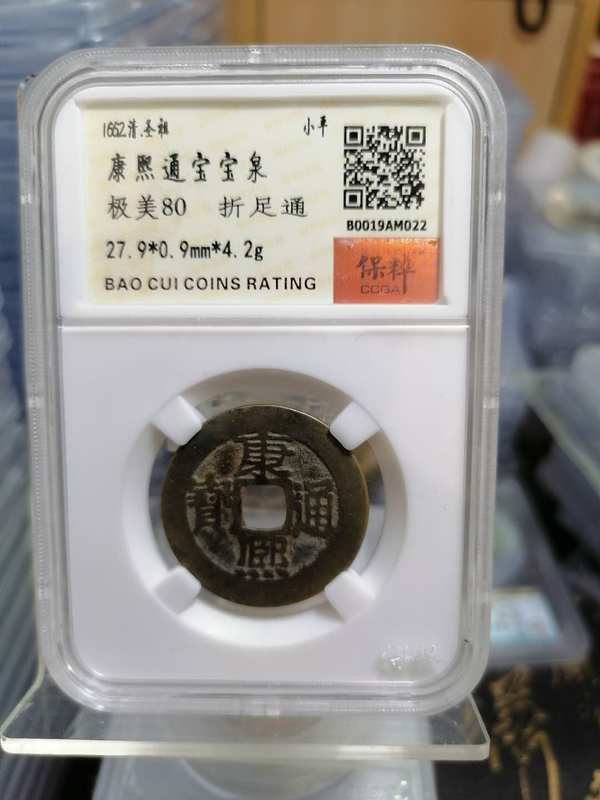 1662清.圣祖 小平
康熙通宝宝泉
极美80 折足通
27.9*0.9mm*4.2g
BAO CUI COINS RATING
B0019AM022
保粹
CCGA
康熙通寶